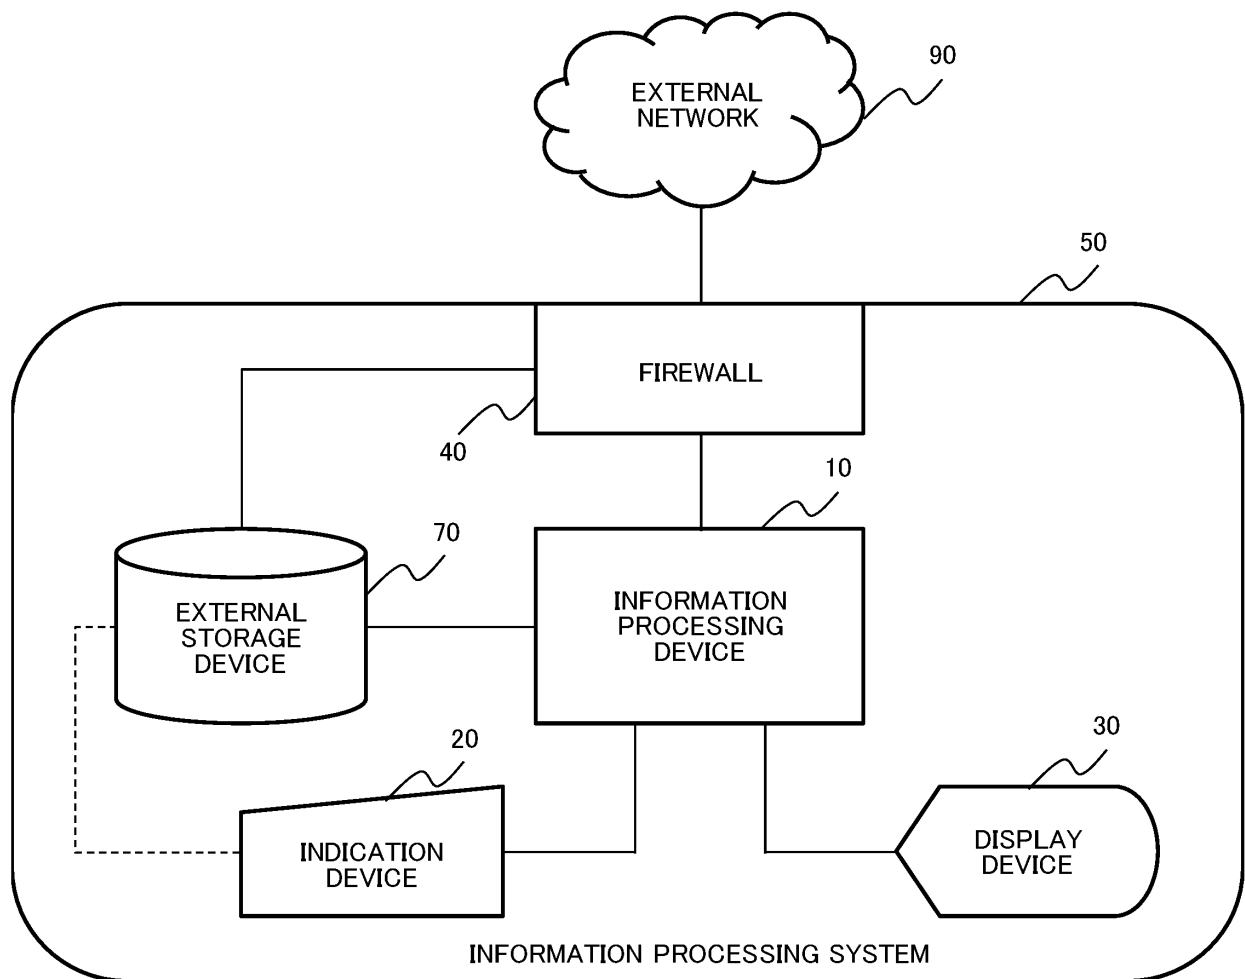 90
EXTERNAL
NETWORK
50
FIREWALL
40
10
70
EXTERNAL
STORAGE
DEVICE
INFORMATION
PROCESSING
DEVICE
20
30
INDICATION
DEVICE
DISPLAY
DEVICE
INFORMATION PROCESSING SYSTEM